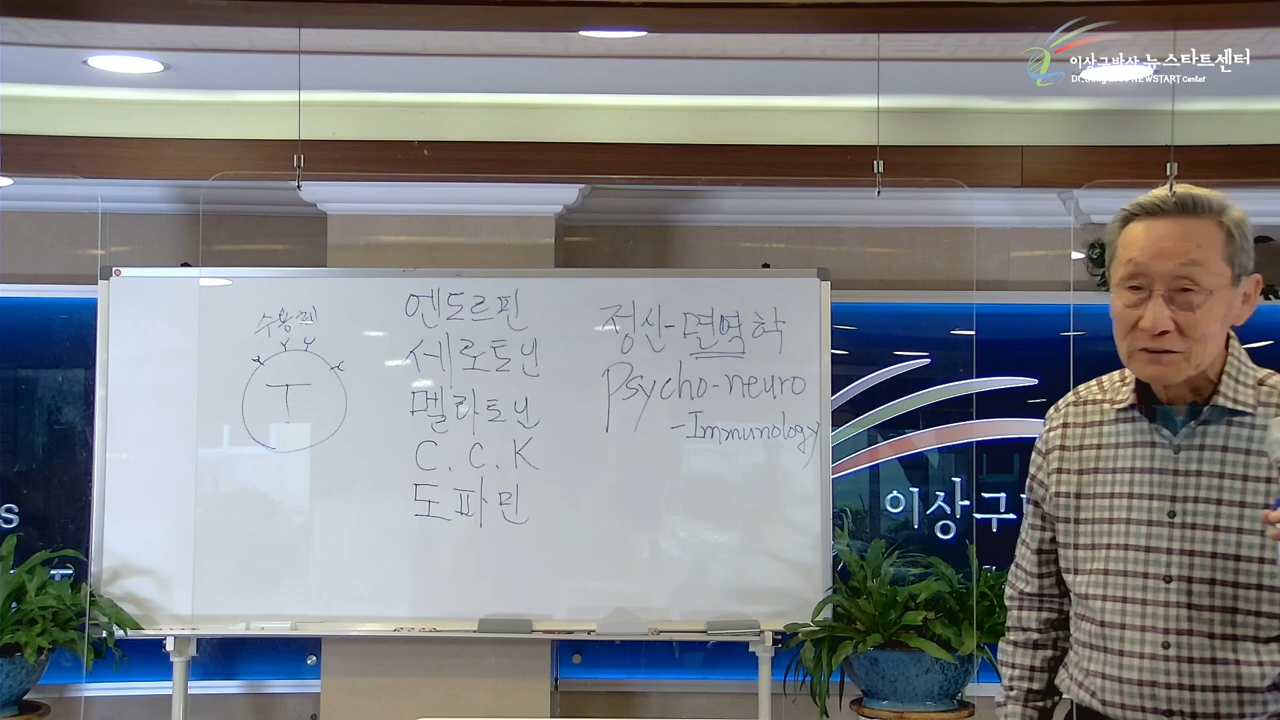 이상구박사 뉴스타트센터
NEWSTART Center
수용체
T
엔도르핀
세로토닌
멜라토닌
C.C.K
도파민
정신-면역학
Psycho-neuro
-Immunology
이상구
s